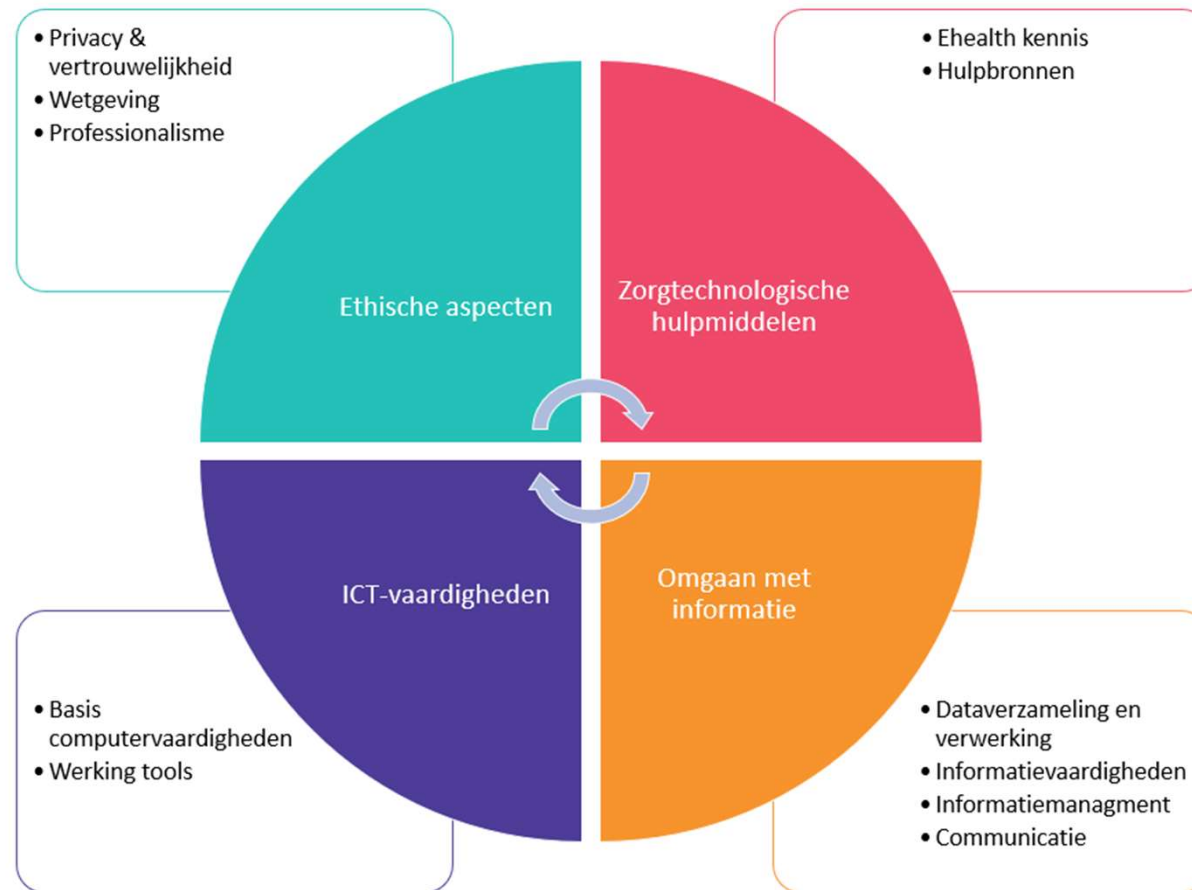 • Privacy &
vertrouwelijkheid
• Wetgeving
• Professionalisme
• Ehealth kennis
• Hulpbronnen
Ethische aspecten
Zorgtechnologische
hulpmiddelen
ICT-vaardigheden
Omgaan met
informatie
• Basis
computervaardigheden
• Werking tools
• Dataverzameling en
verwerking
• Informatievaardigheden
• Informatiemanagment
• Communicatie